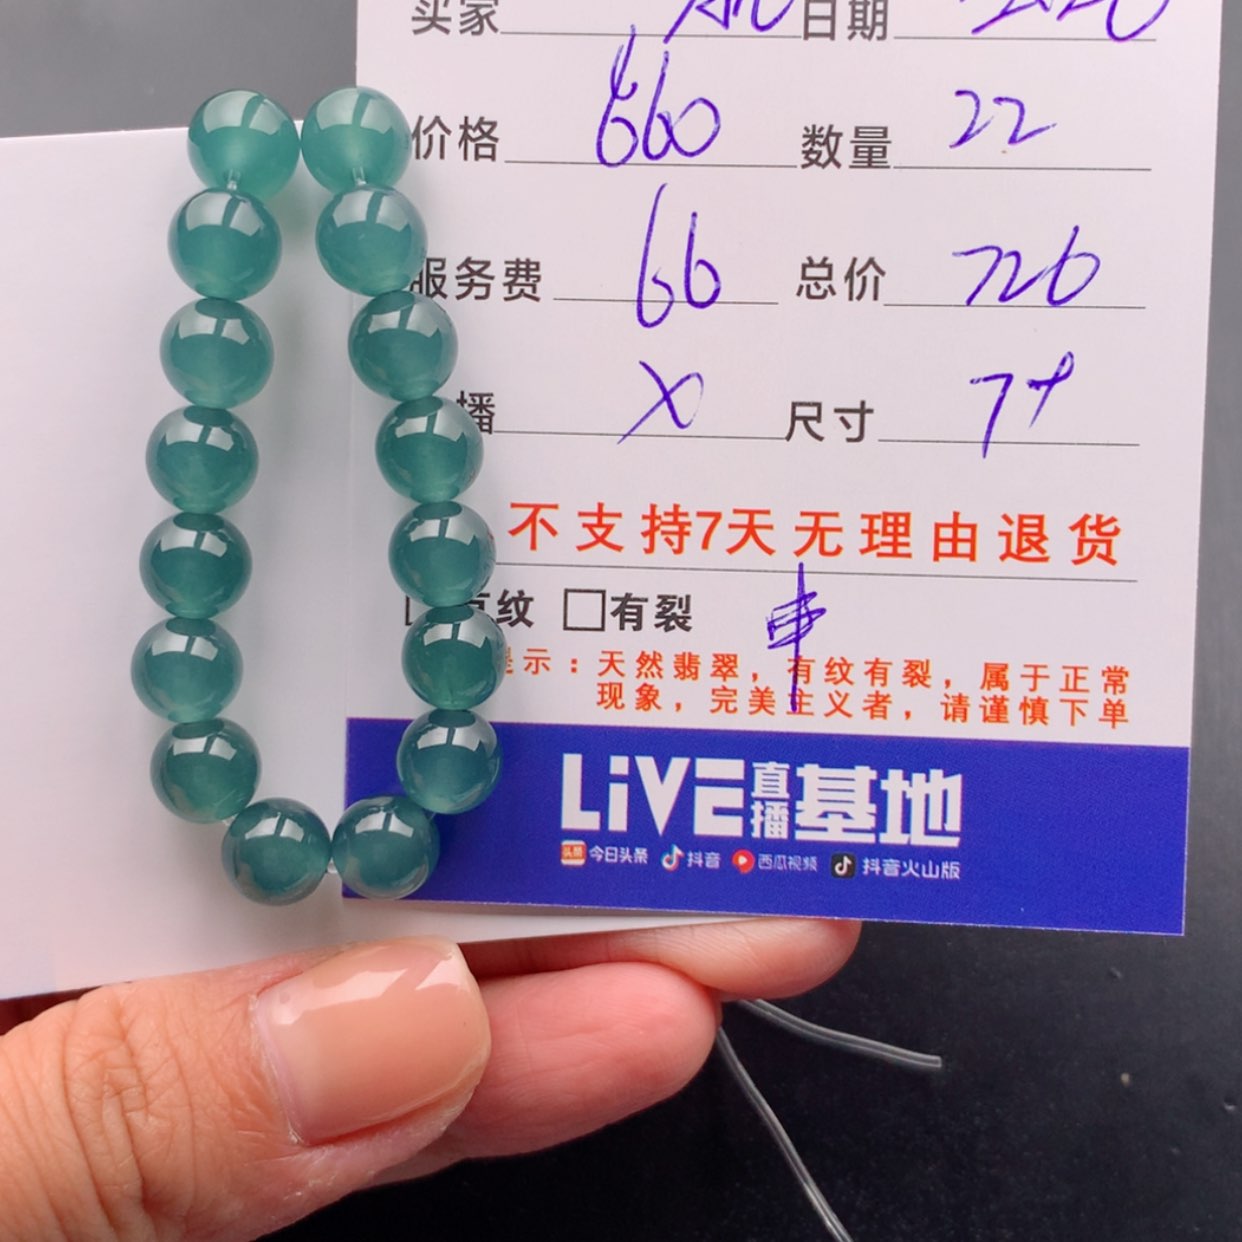 买家 日期
价格 660 数量 22
服务费 66 总价 726
播 X 尺寸 7+
不支持7天无理由退货
纹 □有裂
示：天然翡翠，有纹有裂，属于正常
现象，完美主义者，请谨慎下单
LiVE直播基地
头条 今日头条 抖音 西瓜视频 抖音火山版